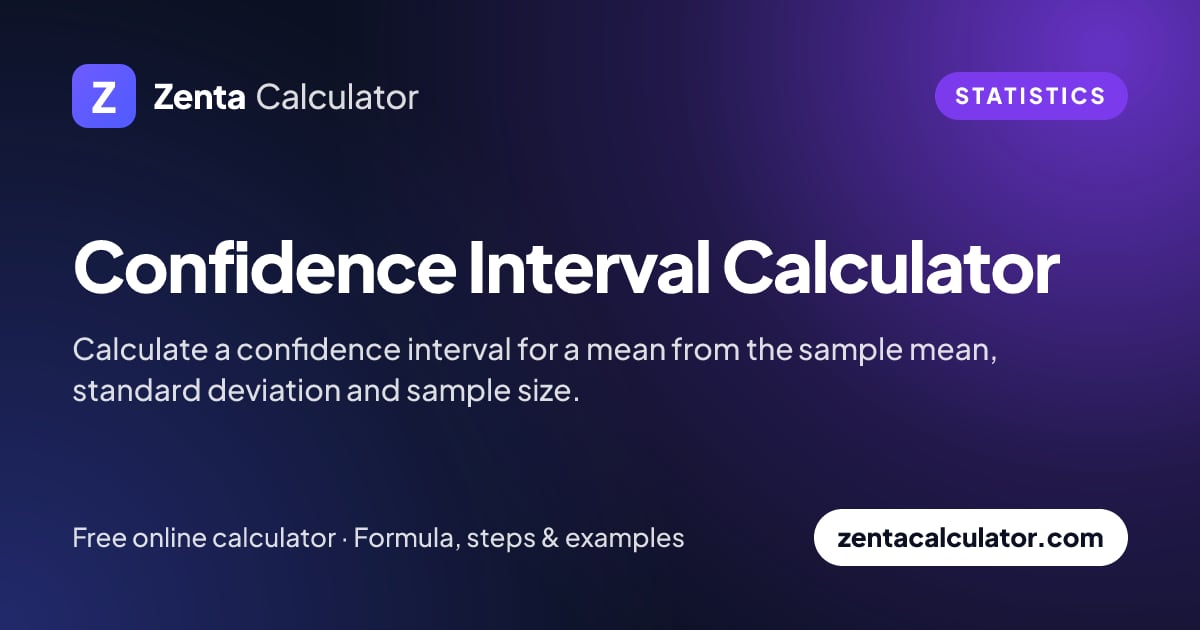 Z Zenta Calculator
STATISTICS
Confidence Interval Calculator
Calculate a confidence interval for a mean from the sample mean,
standard deviation and sample size.
Free online calculator · Formula, steps & examples
zentacalculator.com